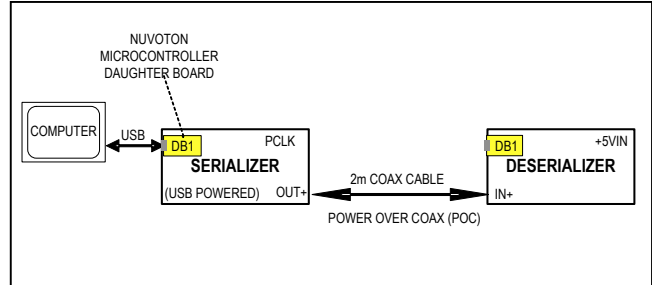 NUVOTON
MICROCONTROLLER
DAUGHTER BOARD
COMPUTER
USB
DB1
PCLK
SERIALIZER
(USB POWERED)
OUT+
2m COAX CABLE
POWER OVER COAX (POC)
DB1
+5VIN
DESERIALIZER
IN+